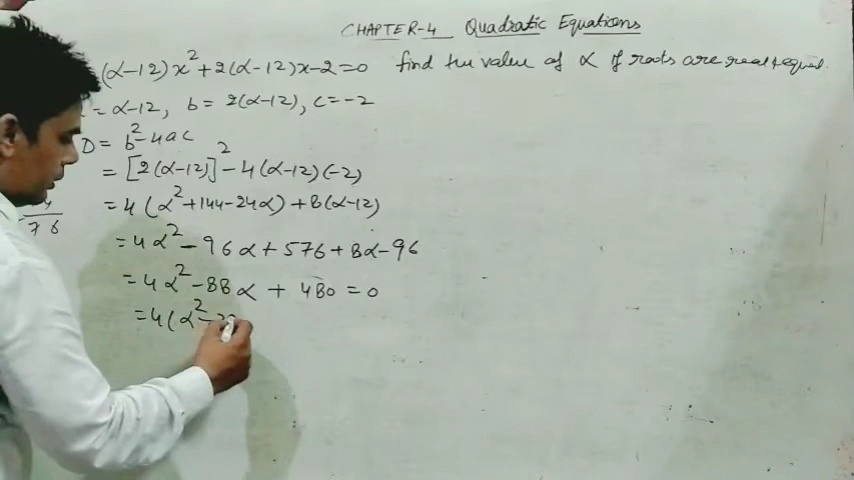 CHAPTER-4 Quadratic Equations
(α-12)x²+2(α-12)x-2=0 find the value of α if roots are real & equal.
= α-12, b = 2(α-12), c=-2
D = b²-4ac
= [2(α-12)]² - 4(α-12)(-2)
= 4(α²+144-24α) + 8(α-12)
76
= 4α² - 96α + 576 + 8α - 96
= 4α² - 88α + 480 = 0
= 4(α² -